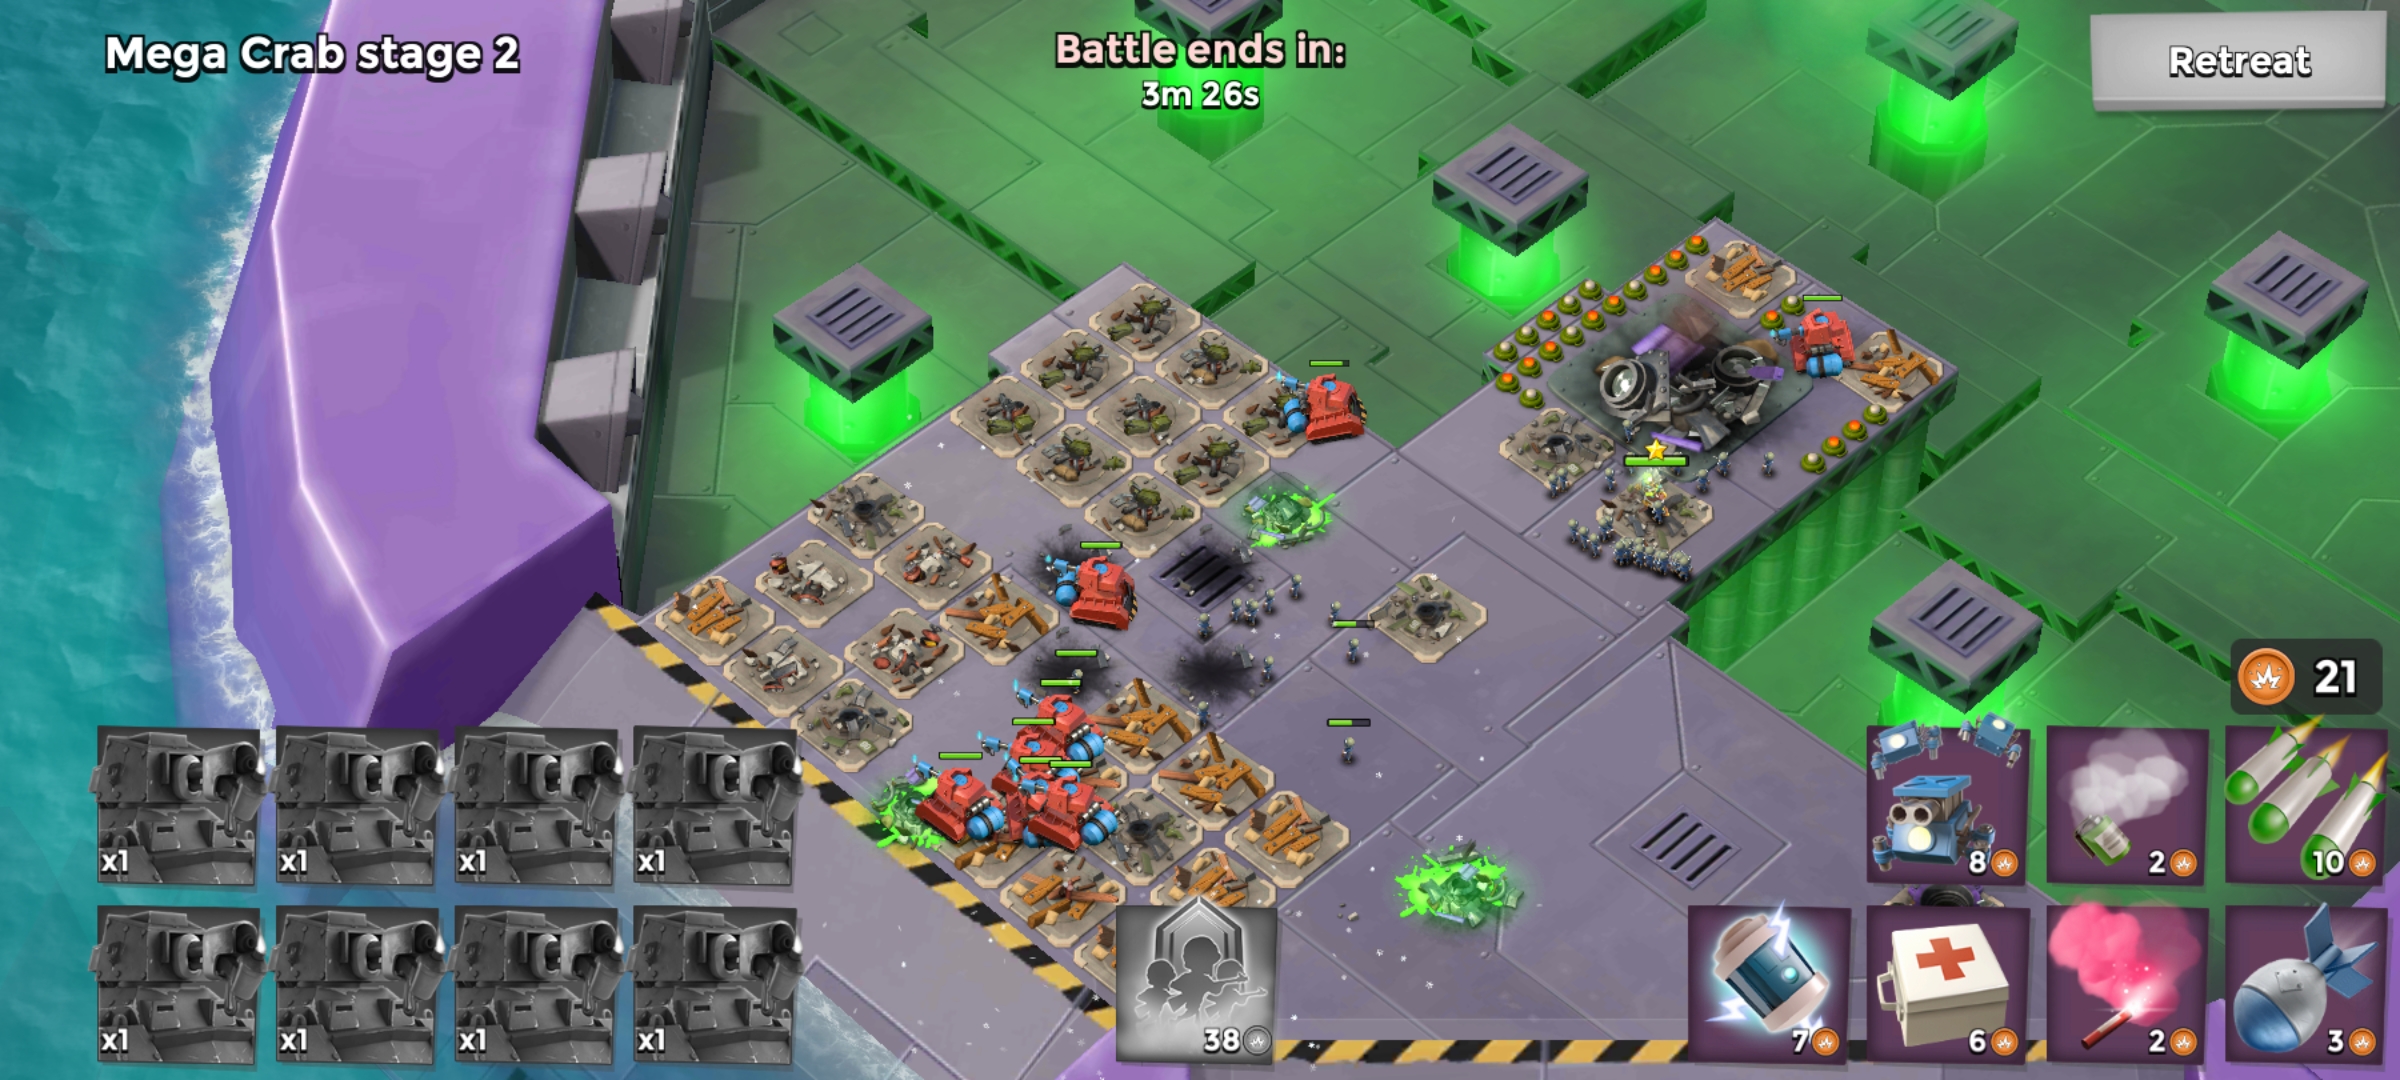 Mega Crab stage 2
Battle ends in:
3m 26s
Retreat
21
8
2
10
x1
x1
x1
x1
x1
x1
x1
x1
38
7
6
2
3